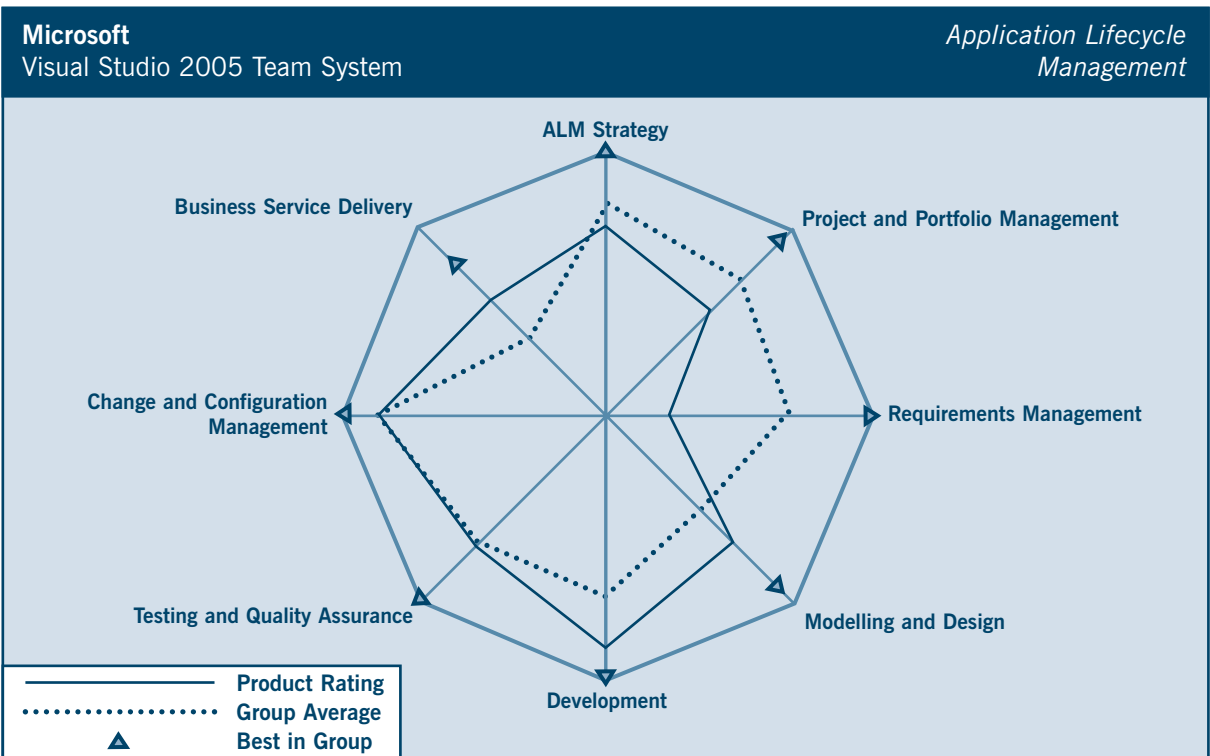 Microsoft
Visual Studio 2005 Team System
Application Lifecycle
Management
ALM Strategy
Business Service Delivery
Project and Portfolio Management
Change and Configuration
Management
Requirements Management
Testing and Quality Assurance
Modelling and Design
Development
Product Rating
Group Average
Best in Group